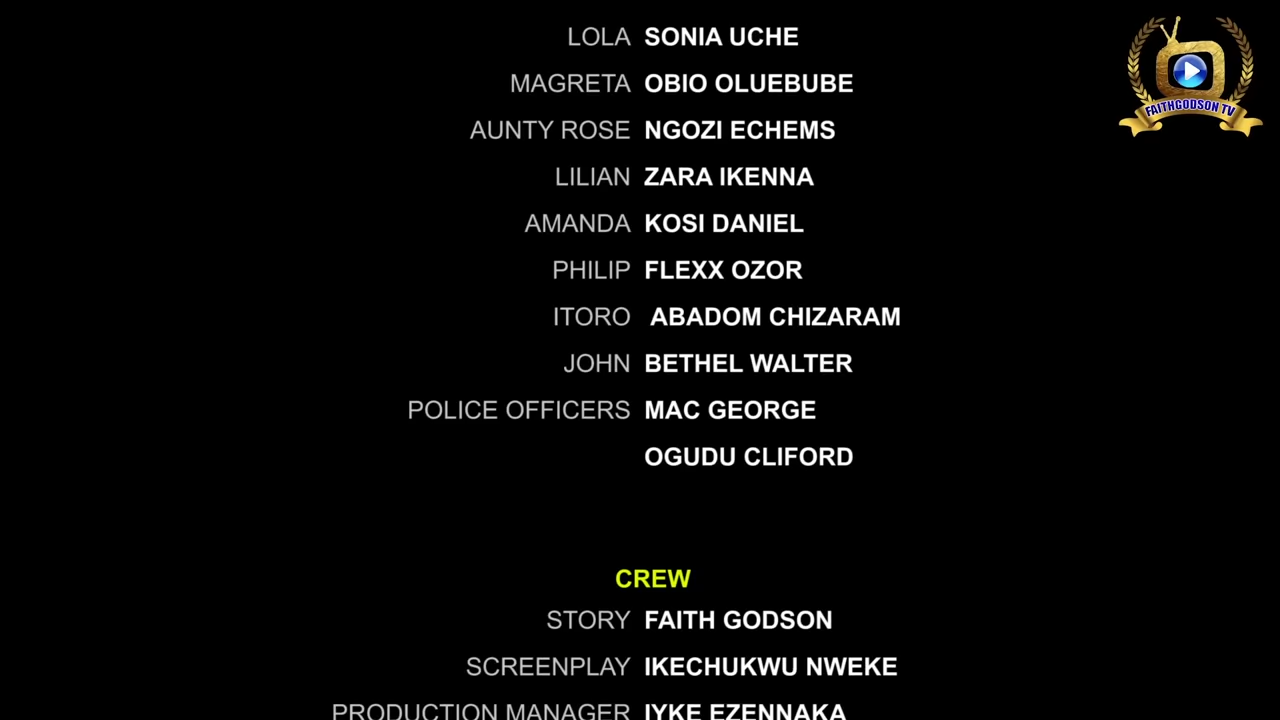 LOLA SONIA UCHE
MAGRETA OBIO OLUEBUBE
AUNTY ROSE NGOZI ECHEMS
LILIAN ZARA IKENNA
AMANDA KOSI DANIEL
PHILIP FLEXX OZOR
ITORO ABADOM CHIZARAM
JOHN BETHEL WALTER
POLICE OFFICERS MAC GEORGE
OGUDU CLIFORD
CREW
STORY FAITH GODSON
SCREENPLAY IKECHUKWU NWEKE
PRODUCTION MANAGER IYKE EZENNAKA
FAITHGODSON TV